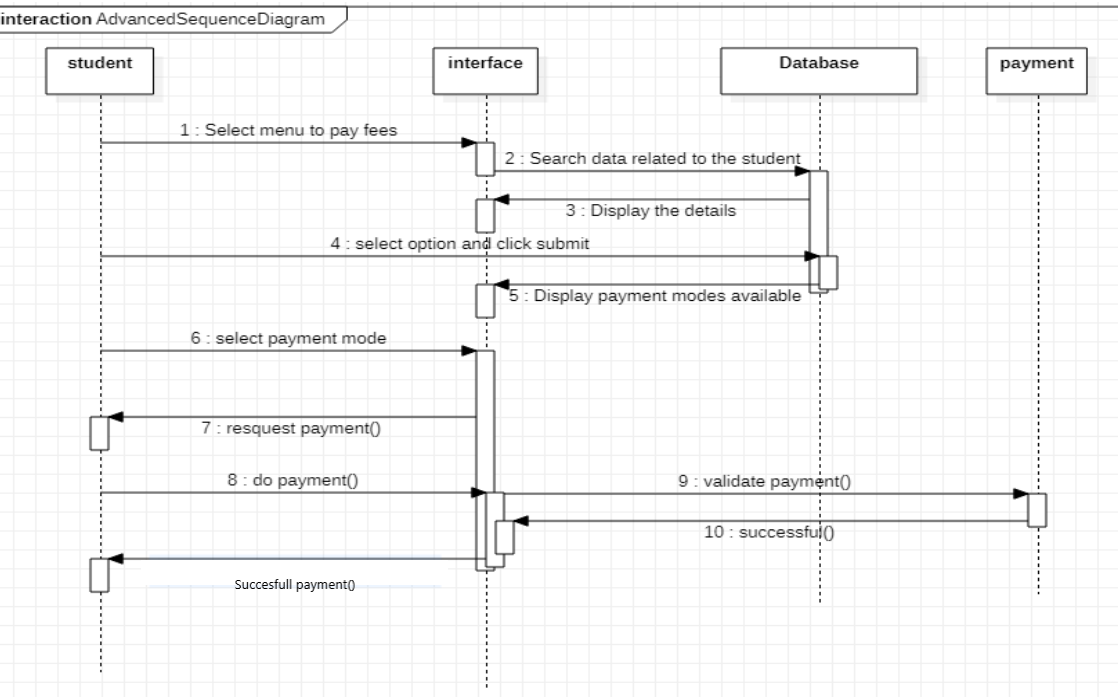 interaction AdvancedSequenceDiagram
student
interface
Database
payment
1 : Select menu to pay fees
2 : Search data related to the student
3 : Display the details
4 : select option and click submit
5 : Display payment modes available
6 : select payment mode
7 : resquest payment()
8 : do payment()
9 : validate payment()
10 : successful()
Succesfull payment()